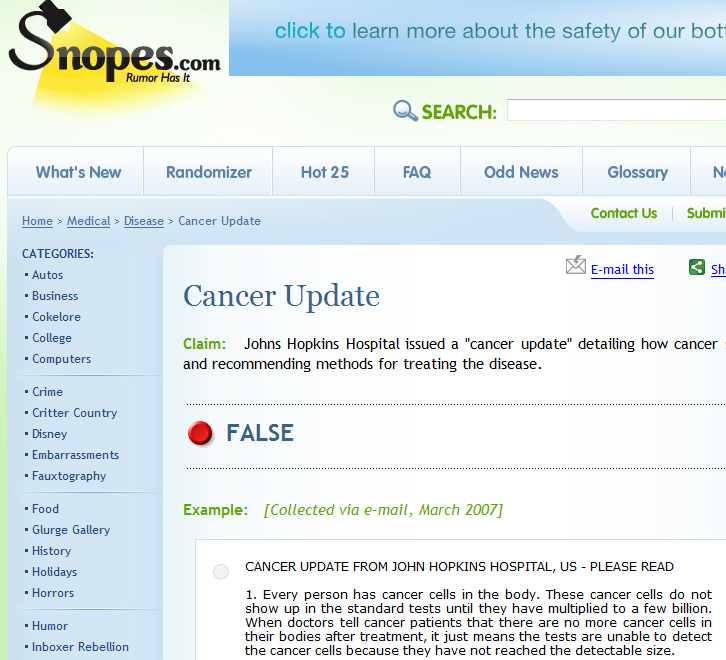 Snopes.com
Rumor Has It
click to learn more about the safety of our bot
SEARCH:
What's New
Randomizer
Hot 25
FAQ
Odd News
Glossary
Contact Us
Submi
Home > Medical > Disease > Cancer Update
CATEGORIES:
▪ Autos
▪ Business
▪ Cokelore
▪ College
▪ Computers
▪ Crime
▪ Critter Country
▪ Disney
▪ Embarrassments
▪ Fauxtography
▪ Food
▪ Glurge Gallery
▪ History
▪ Holidays
▪ Horrors
▪ Humor
▪ Inboxer Rebellion
E-mail this
Sh
Cancer Update
Claim: Johns Hopkins Hospital issued a "cancer update" detailing how cancer
and recommending methods for treating the disease.
FALSE
Example: [Collected via e-mail, March 2007]
CANCER UPDATE FROM JOHN HOPKINS HOSPITAL, US - PLEASE READ
1. Every person has cancer cells in the body. These cancer cells do not
show up in the standard tests until they have multiplied to a few billion.
When doctors tell cancer patients that there are no more cancer cells in
their bodies after treatment, it just means the tests are unable to detect
the cancer cells because they have not reached the detectable size.